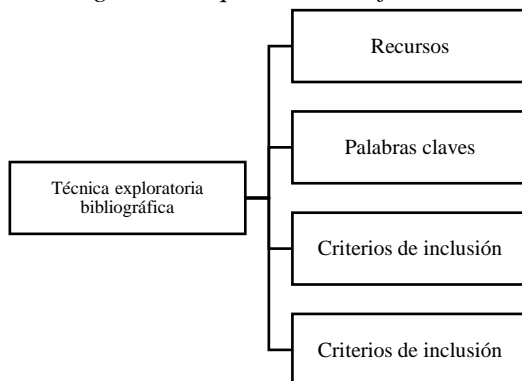 Recursos
Palabras claves
Técnica exploratoria
bibliográfica
Criterios de inclusión
Criterios de inclusión